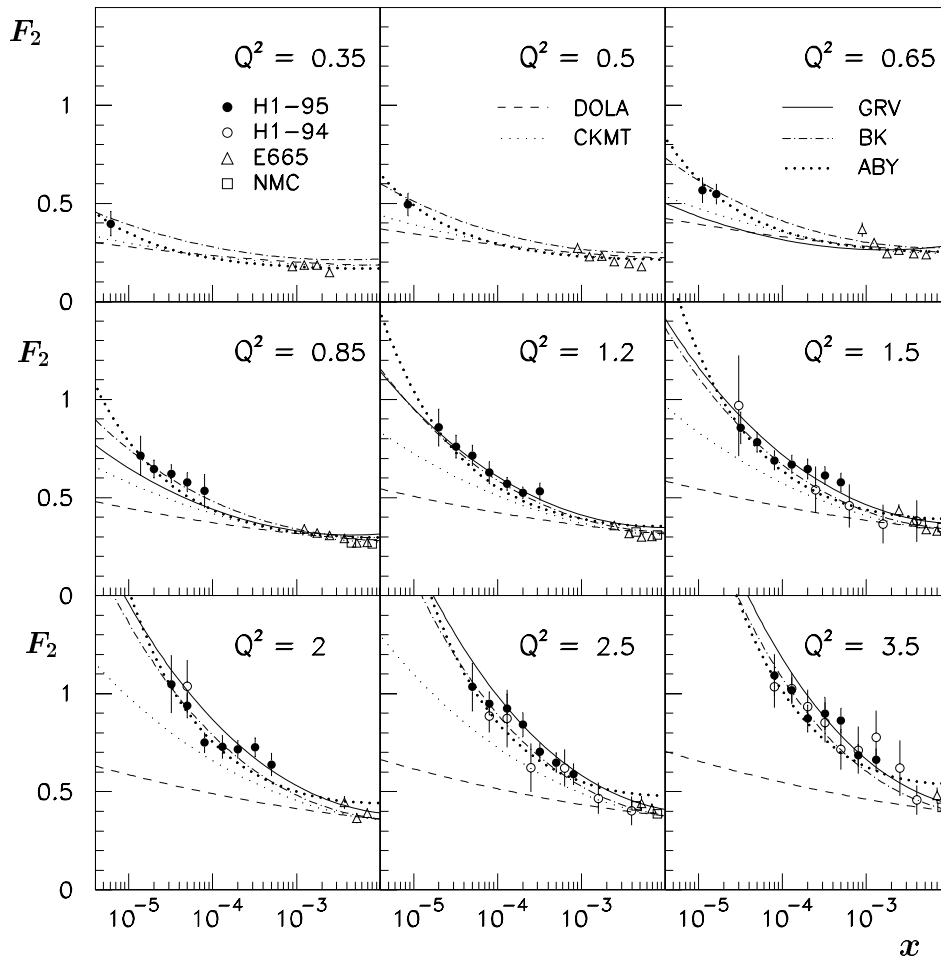 F₂
Q² = 0.35
Q² = 0.5
Q² = 0.65
1
0.5
0
H1-95
H1-94
E665
NMC
DOLA
CKMT
GRV
BK
ABY
F₂
Q² = 0.85
Q² = 1.2
Q² = 1.5
1
0.5
0
F₂
Q² = 2
Q² = 2.5
Q² = 3.5
1
0.5
0
10⁻⁵ 10⁻⁴ 10⁻³ 10⁻⁵ 10⁻⁴ 10⁻³ 10⁻⁵ 10⁻⁴ 10⁻³
x